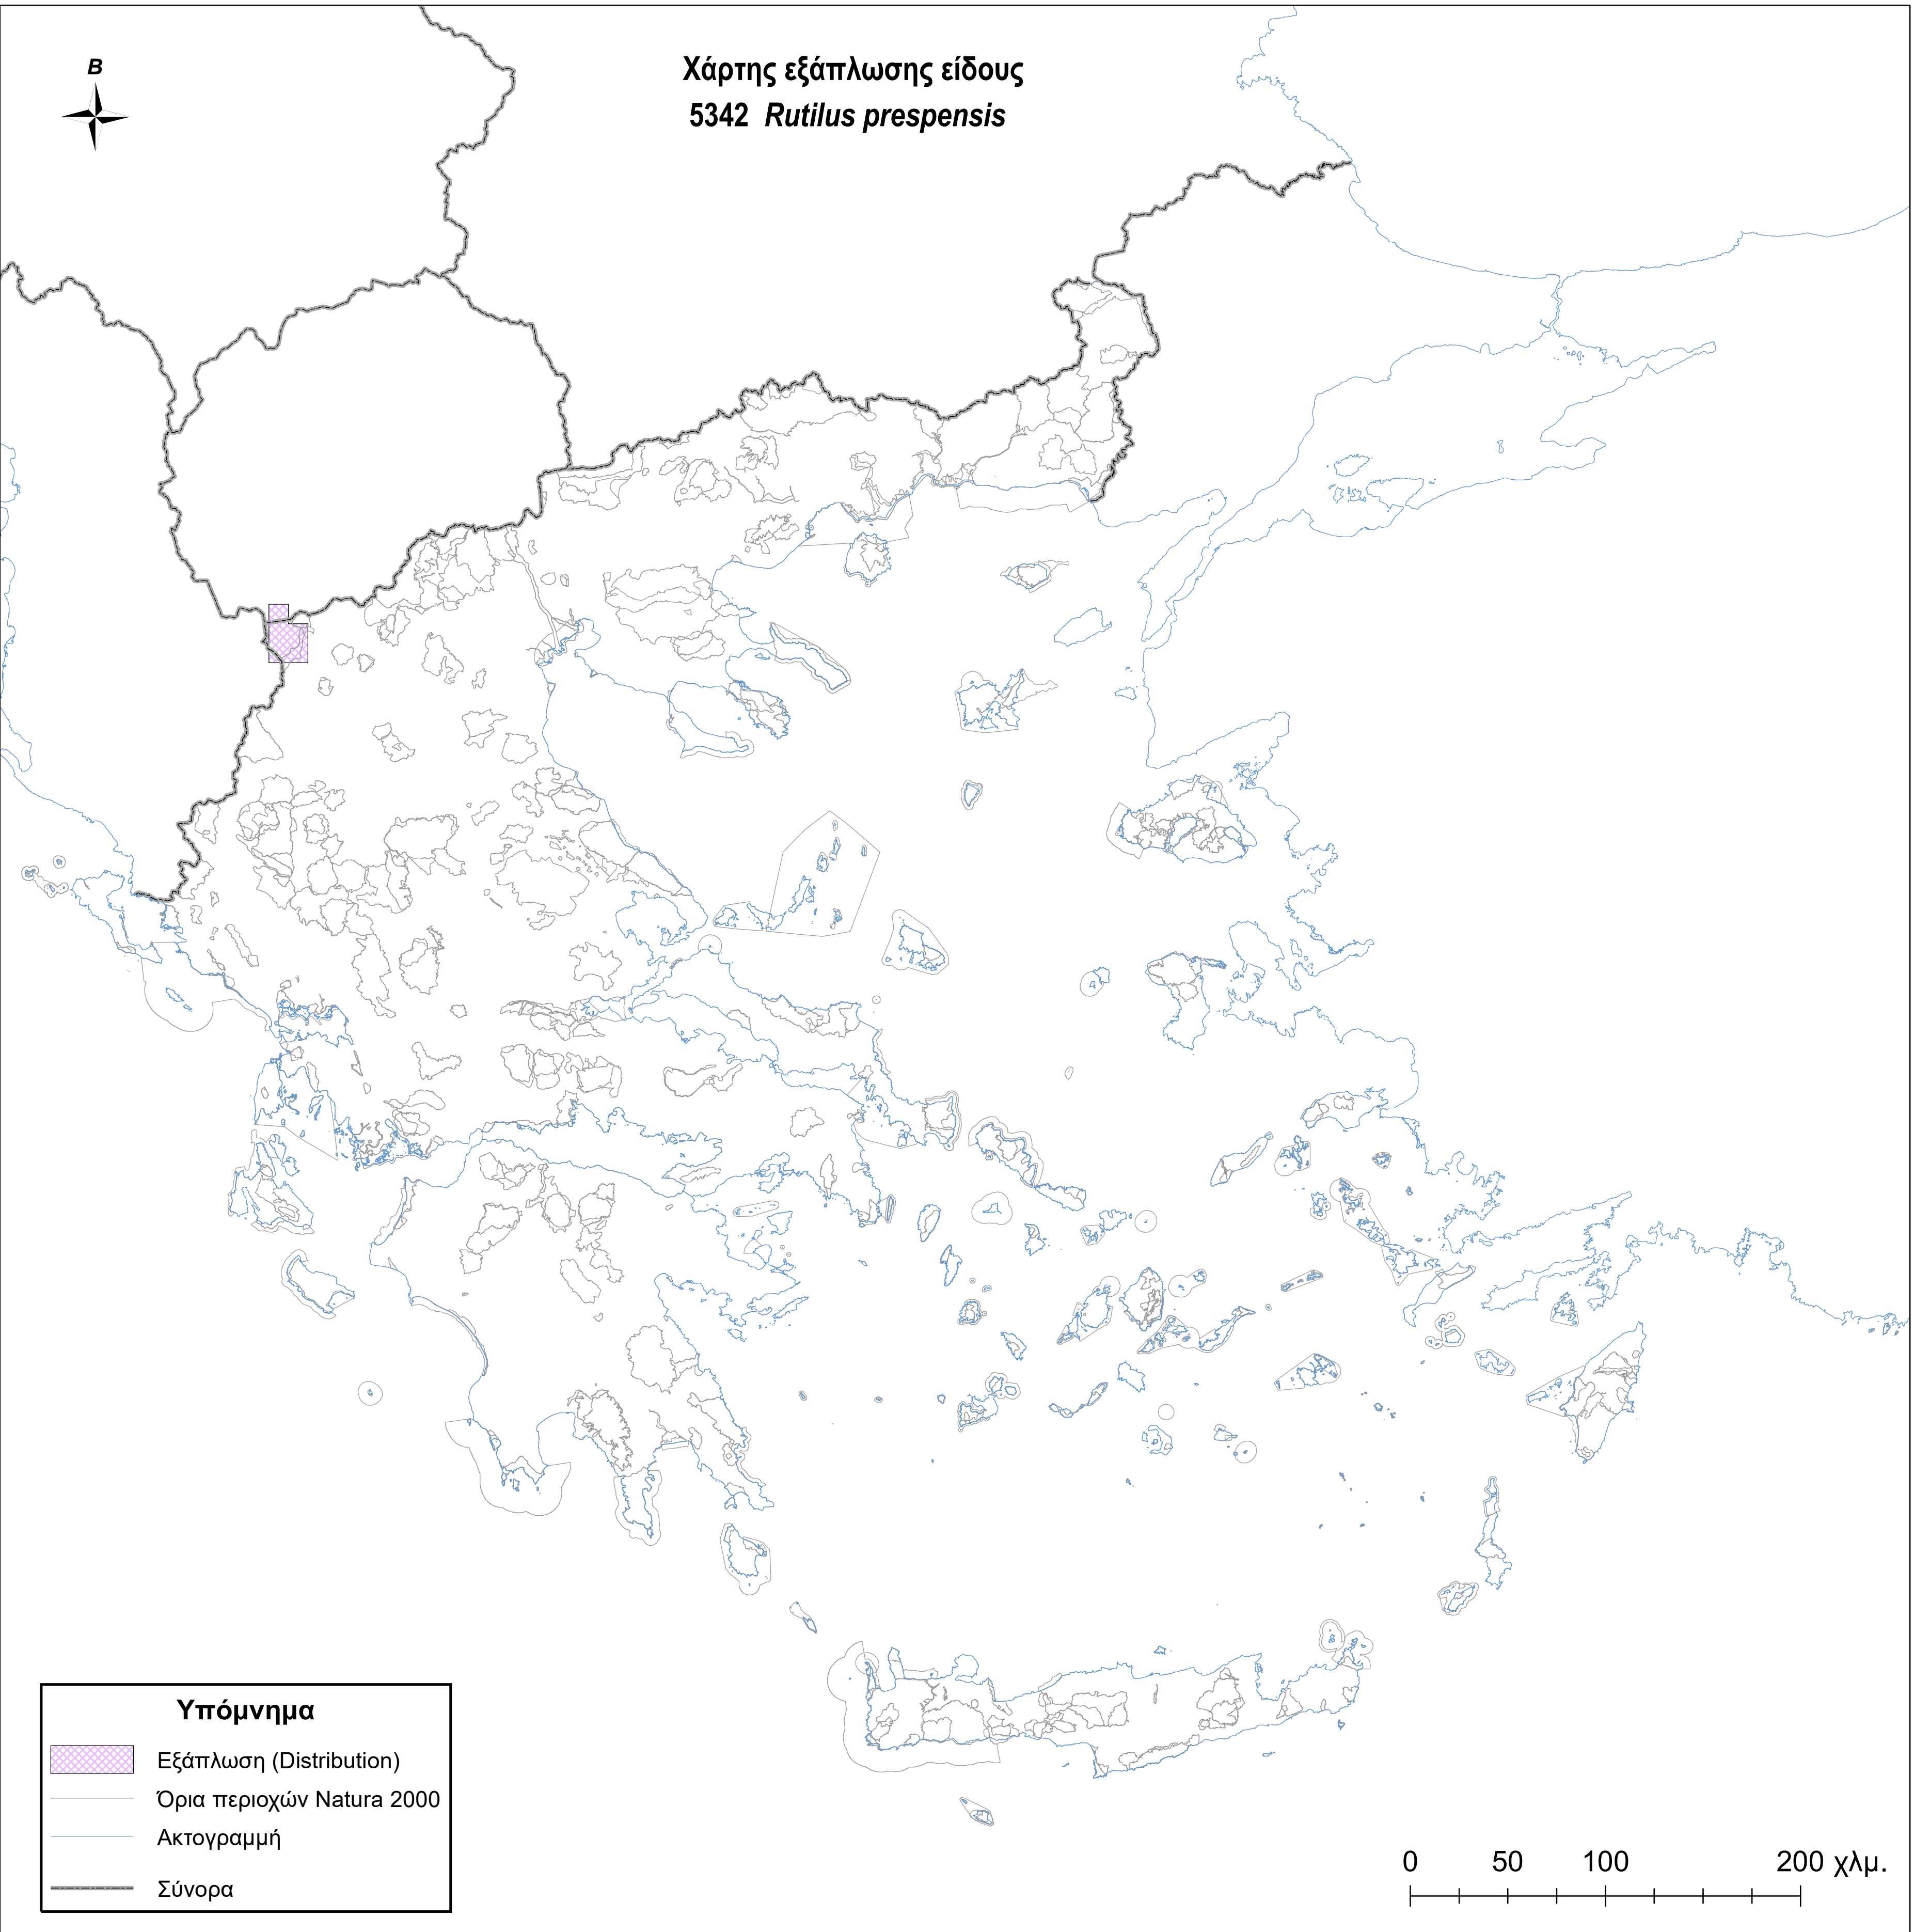 Β
Χάρτης εξάπλωσης είδους
5342 Rutilus prespensis
Υπόμνημα
Εξάπλωση (Distribution)
Όρια περιοχών Natura 2000
Ακτογραμμή
Σύνορα
0 50 100 200 χλμ.